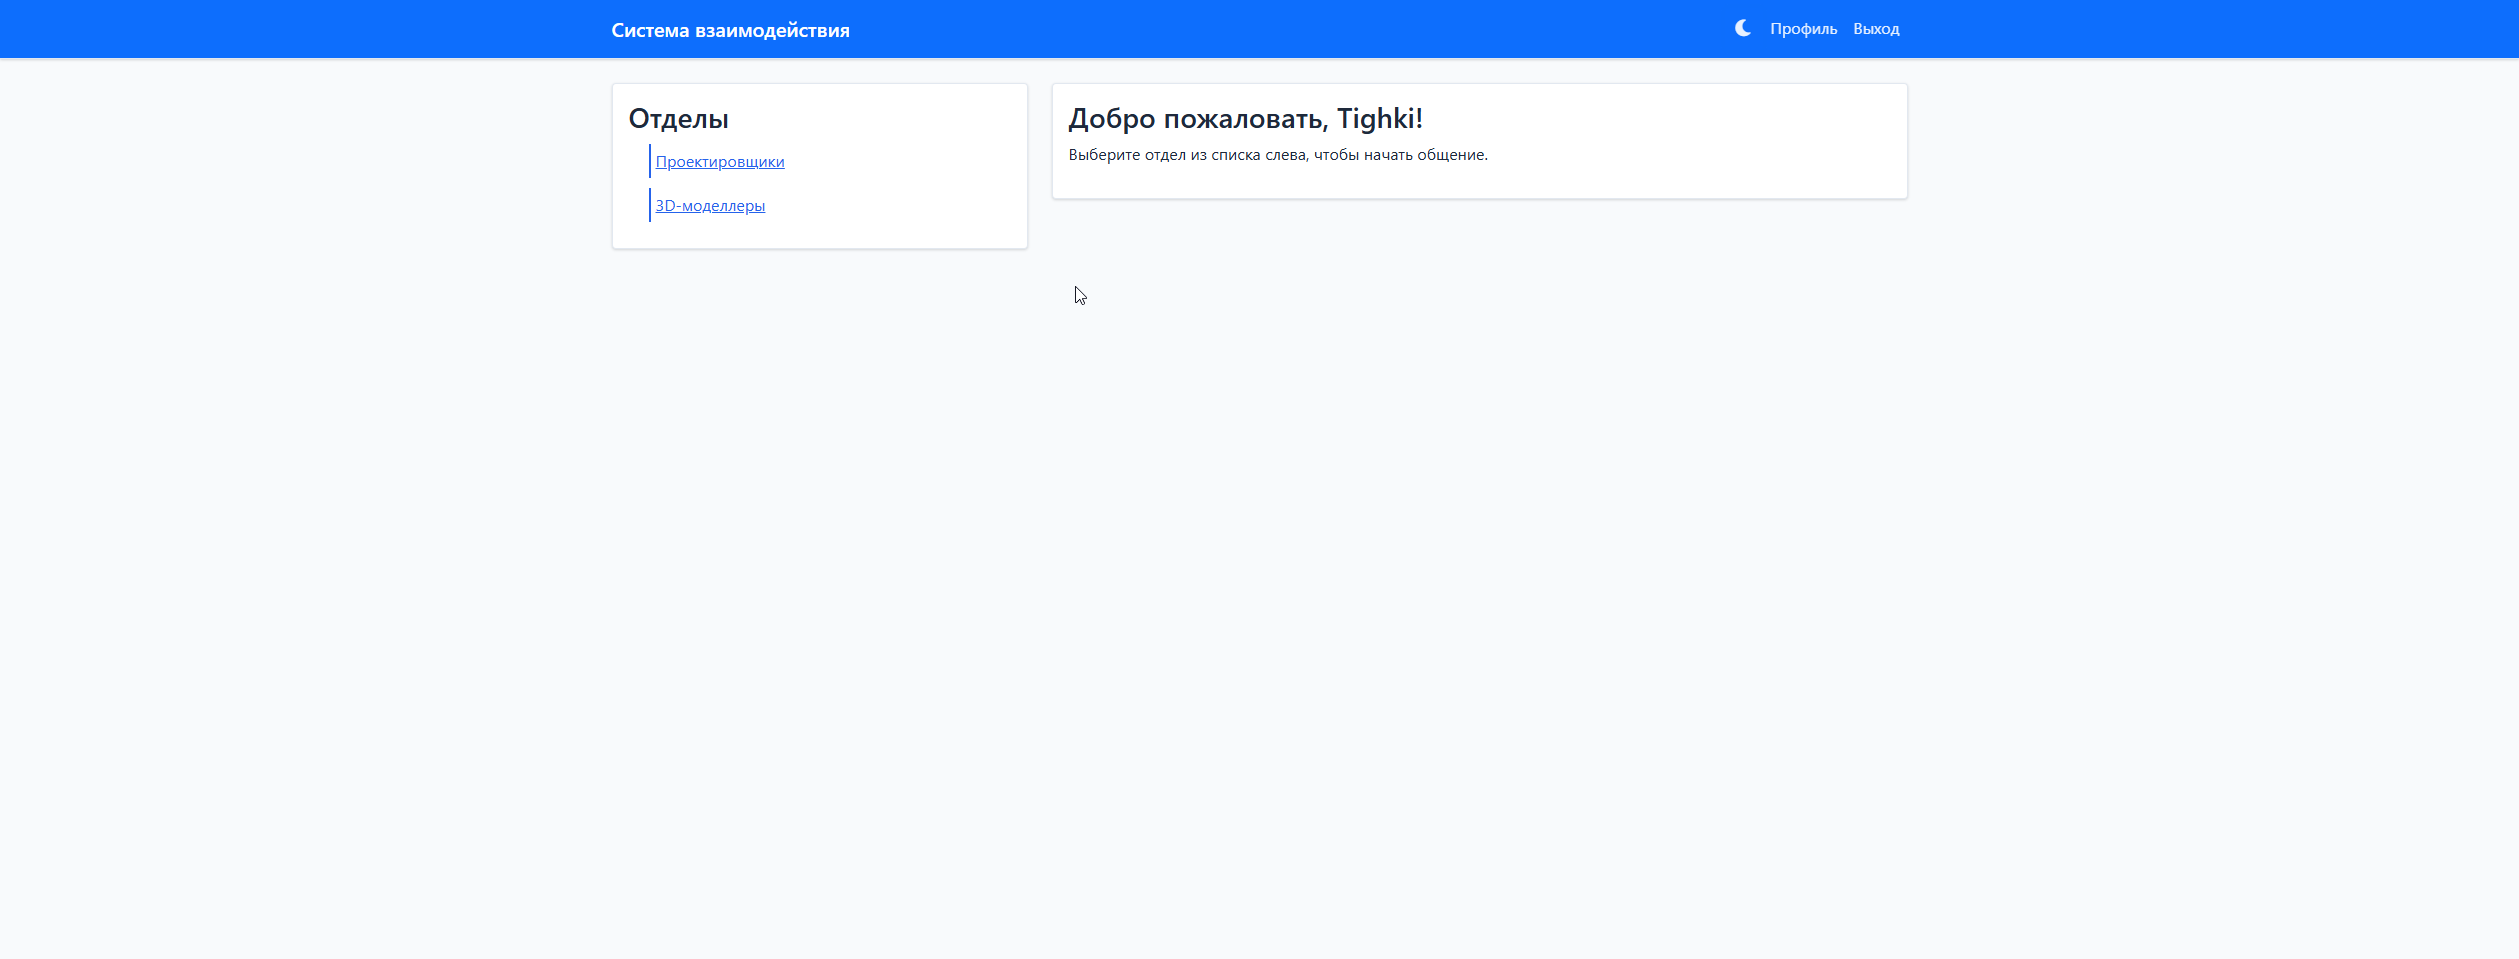 Система взаимодействия
Профиль
Выход
Отделы
Проектировщики
3D-моделлеры
Добро пожаловать, Tighki!
Выберите отдел из списка слева, чтобы начать общение.